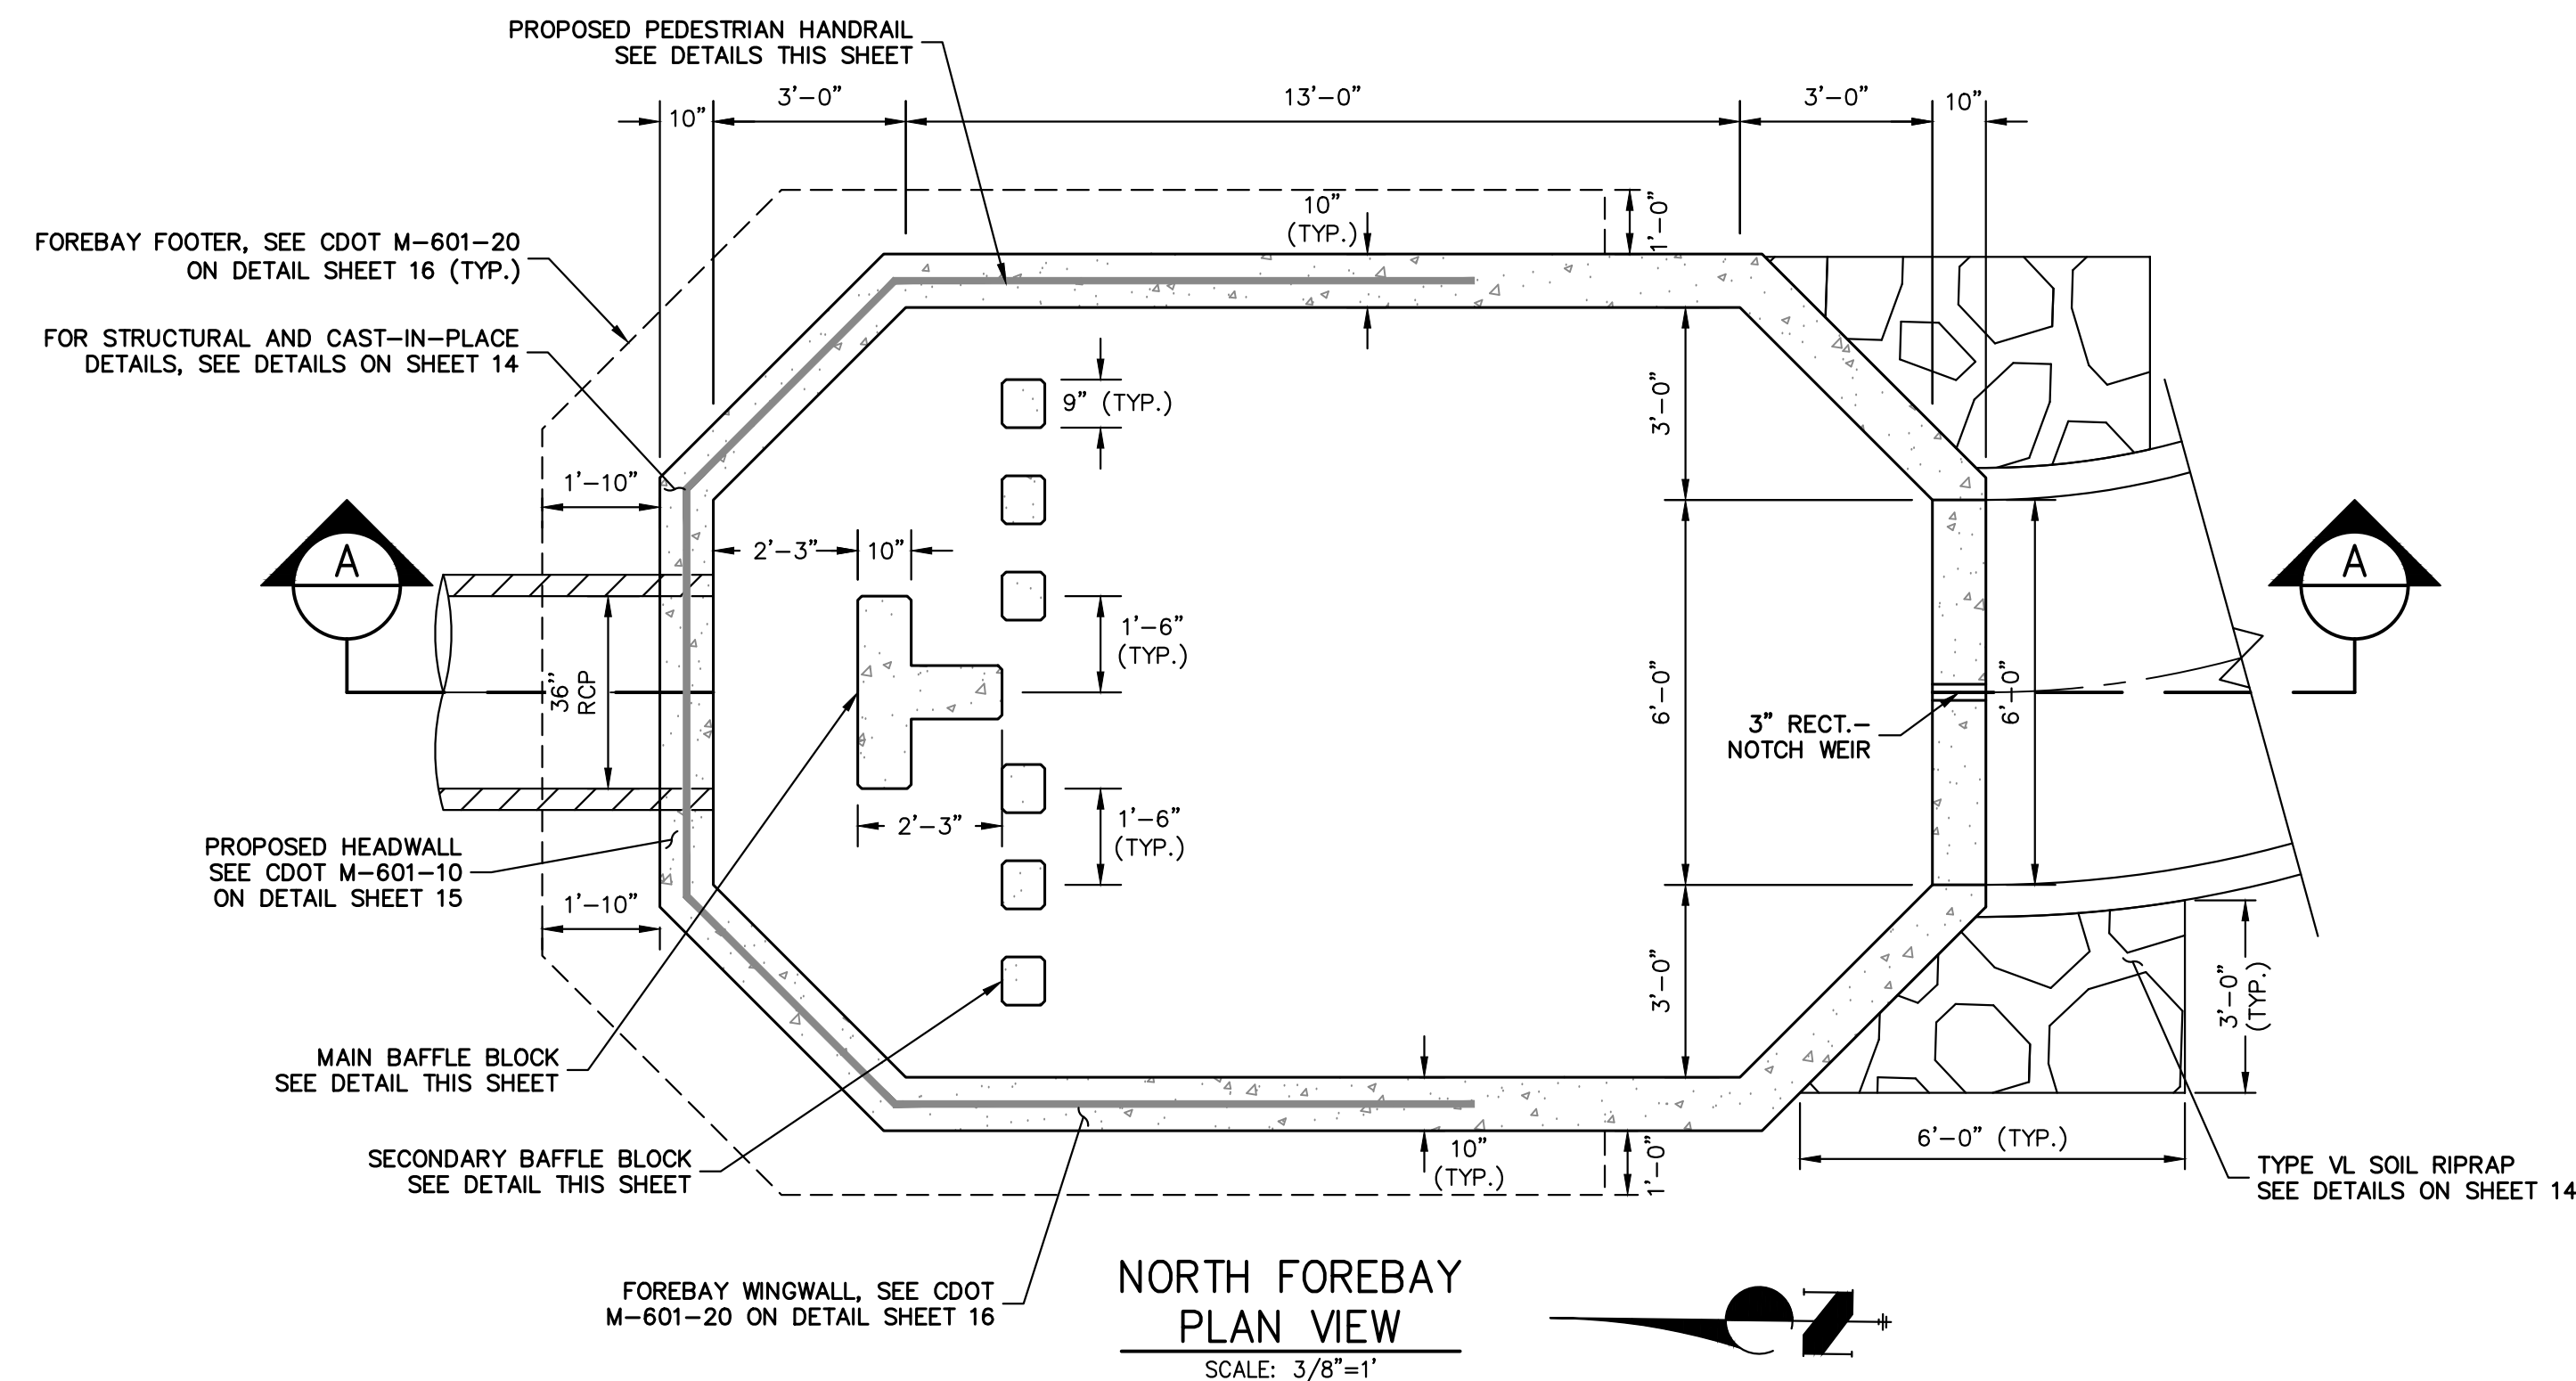 PROPOSED PEDESTRIAN HANDRAIL
SEE DETAILS THIS SHEET
10"
3'-0"
13'-0"
3'-0"
10"
10"
(TYP.)
1'-0"
FOREBAY FOOTER, SEE CDOT M-601-20
ON DETAIL SHEET 16 (TYP.)
FOR STRUCTURAL AND CAST-IN-PLACE
DETAILS, SEE DETAILS ON SHEET 14
9" (TYP.)
3'-0"
1'-10"
A
2'-3"
10"
A
1'-6"
(TYP.)
36"
RCP
6'-0"
6'-0"
3" RECT.-
NOTCH WEIR
2'-3"
1'-6"
(TYP.)
PROPOSED HEADWALL
SEE CDOT M-601-10
ON DETAIL SHEET 15
1'-10"
3'-0"
3'-0"
(TYP.)
MAIN BAFFLE BLOCK
SEE DETAIL THIS SHEET
SECONDARY BAFFLE BLOCK
SEE DETAIL THIS SHEET
10"
(TYP.)
1'-0"
6'-0" (TYP.)
TYPE VL SOIL RIPRAP
SEE DETAILS ON SHEET 14
FOREBAY WINGWALL, SEE CDOT
M-601-20 ON DETAIL SHEET 16
NORTH FOREBAY
PLAN VIEW
SCALE: 3/8"=1'
N